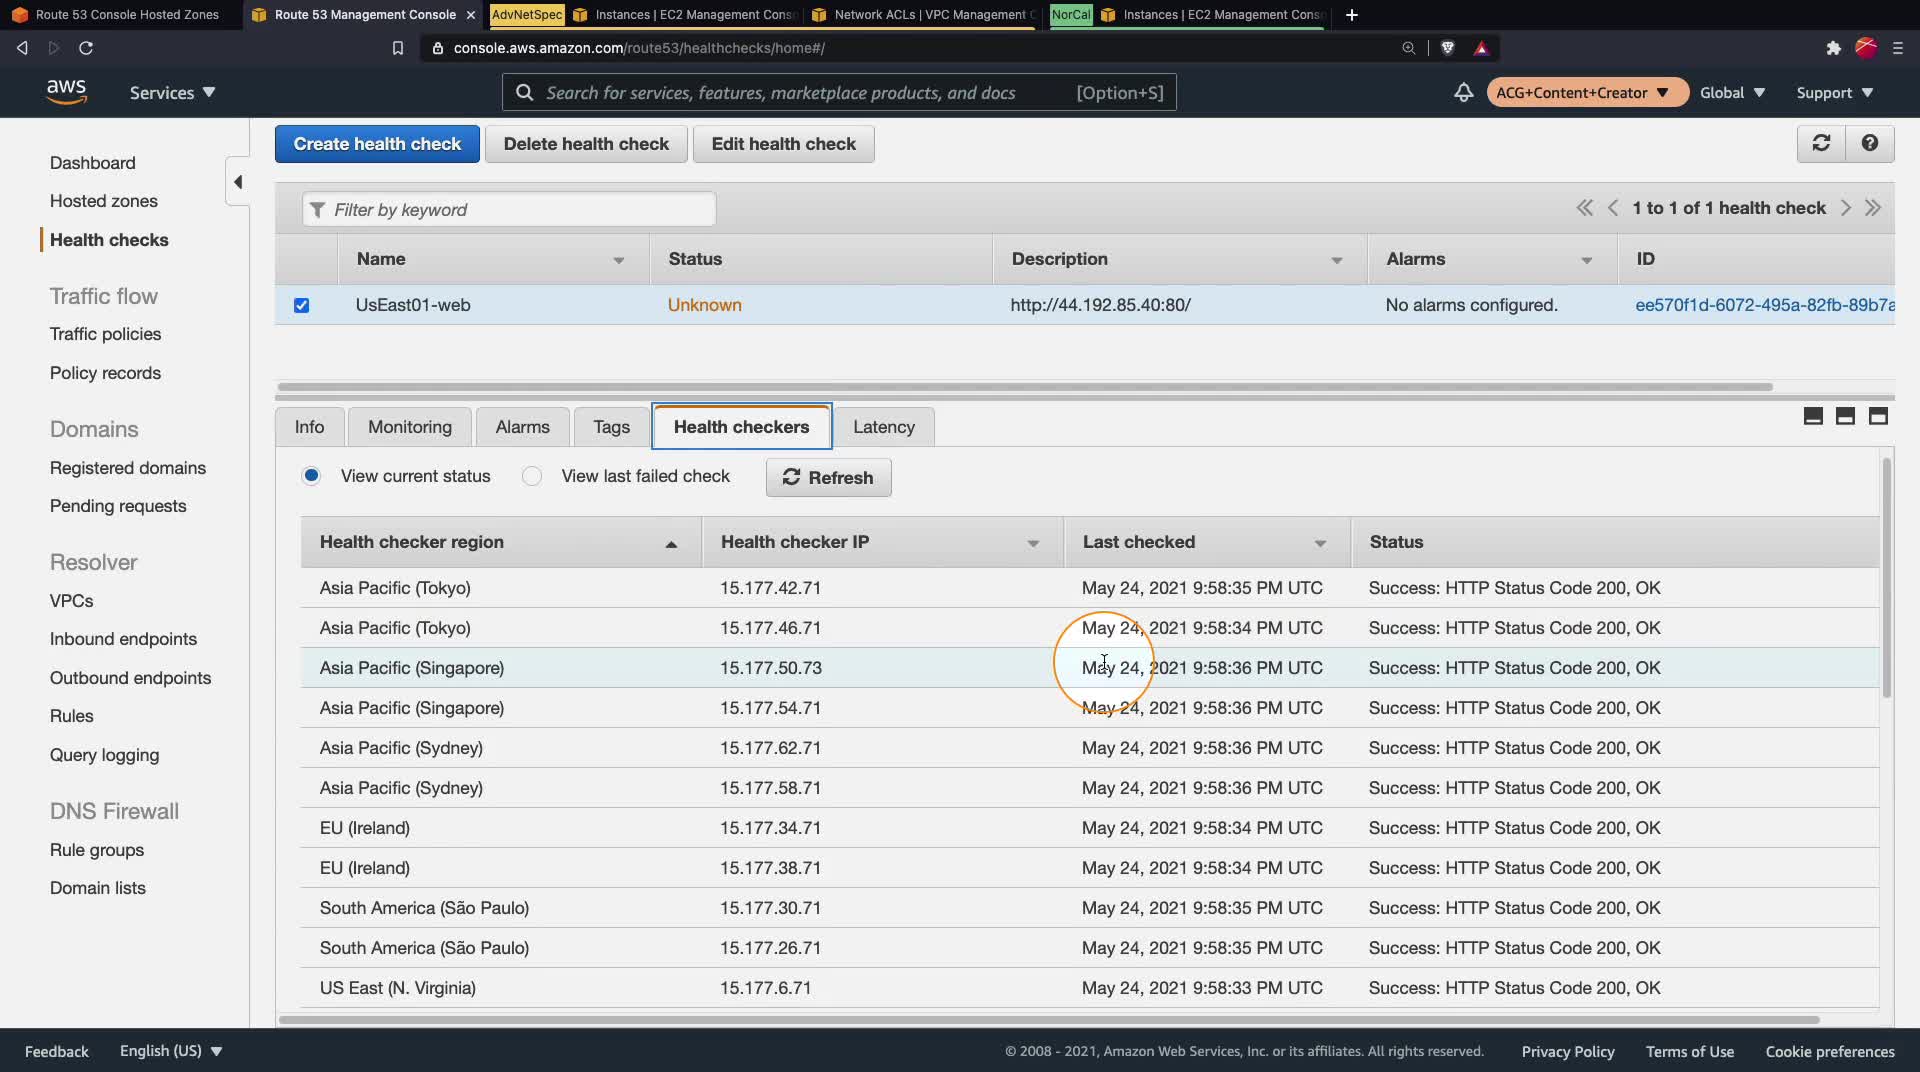 Route 53 Console Hosted Zones
Route 53 Management Console
AdvNetSpec
Instances | EC2 Management Cons
Network ACLs | VPC Management C
NorCal
Instances | EC2 Management Cons
console.aws.amazon.com/route53/healthchecks/home#/
aws
Services
Search for services, features, marketplace products, and docs
[Option+S]
ACG+Content+Creator
Global
Support
Dashboard
Hosted zones
Health checks
Traffic flow
Traffic policies
Policy records
Domains
Registered domains
Pending requests
Resolver
VPCs
Inbound endpoints
Outbound endpoints
Rules
Query logging
DNS Firewall
Rule groups
Domain lists
Create health check
Delete health check
Edit health check
Filter by keyword
1 to 1 of 1 health check
Name Status Description Alarms ID
UsEast01-web Unknown http://44.192.85.40:80/ No alarms configured. ee570f1d-6072-495a-82fb-89b7a
Info Monitoring Alarms Tags Health checkers Latency
View current status View last failed check Refresh
Health checker region Health checker IP Last checked Status
Asia Pacific (Tokyo) 15.177.42.71 May 24, 2021 9:58:35 PM UTC Success: HTTP Status Code 200, OK
Asia Pacific (Tokyo) 15.177.46.71 May 24, 2021 9:58:34 PM UTC Success: HTTP Status Code 200, OK
Asia Pacific (Singapore) 15.177.50.73 May 24, 2021 9:58:36 PM UTC Success: HTTP Status Code 200, OK
Asia Pacific (Singapore) 15.177.54.71 May 24, 2021 9:58:36 PM UTC Success: HTTP Status Code 200, OK
Asia Pacific (Sydney) 15.177.62.71 May 24, 2021 9:58:36 PM UTC Success: HTTP Status Code 200, OK
Asia Pacific (Sydney) 15.177.58.71 May 24, 2021 9:58:36 PM UTC Success: HTTP Status Code 200, OK
EU (Ireland) 15.177.34.71 May 24, 2021 9:58:34 PM UTC Success: HTTP Status Code 200, OK
EU (Ireland) 15.177.38.71 May 24, 2021 9:58:34 PM UTC Success: HTTP Status Code 200, OK
South America (São Paulo) 15.177.30.71 May 24, 2021 9:58:35 PM UTC Success: HTTP Status Code 200, OK
South America (São Paulo) 15.177.26.71 May 24, 2021 9:58:35 PM UTC Success: HTTP Status Code 200, OK
US East (N. Virginia) 15.177.6.71 May 24, 2021 9:58:33 PM UTC Success: HTTP Status Code 200, OK
Feedback English (US) © 2008 - 2021, Amazon Web Services, Inc. or its affiliates. All rights reserved. Privacy Policy Terms of Use Cookie preferences